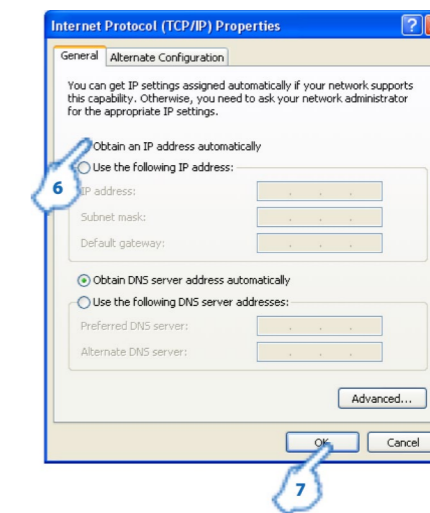 Internet Protocol (TCP/IP) Properties
?
General Alternate Configuration
You can get IP settings assigned automatically if your network supports
this capability. Otherwise, you need to ask your network administrator
for the appropriate IP settings.
Obtain an IP address automatically
Use the following IP address:
6
IP address:
Subnet mask:
Default gateway:
Obtain DNS server address automatically
Use the following DNS server addresses:
Preferred DNS server:
Alternate DNS server:
Advanced...
OK Cancel
7